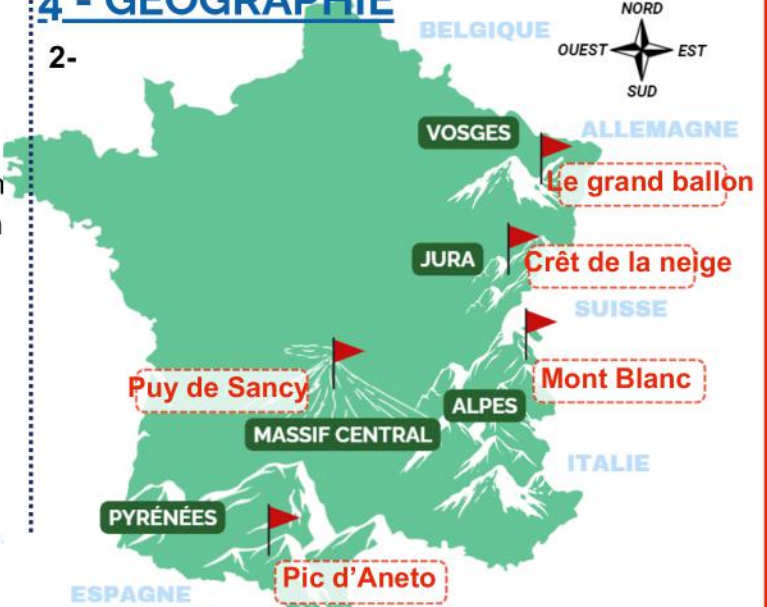 4 - GÉOGRAPHIE
2-
NORD
OUEST
EST
SUD
BELGIQUE
ALLEMAGNE
VOSGES
Le grand ballon
JURA
Crêt de la neige
SUISSE
Mont Blanc
Puy de Sancy
ALPES
MASSIF CENTRAL
ITALIE
PYRÉNÉES
Pic d'Aneto
ESPAGNE